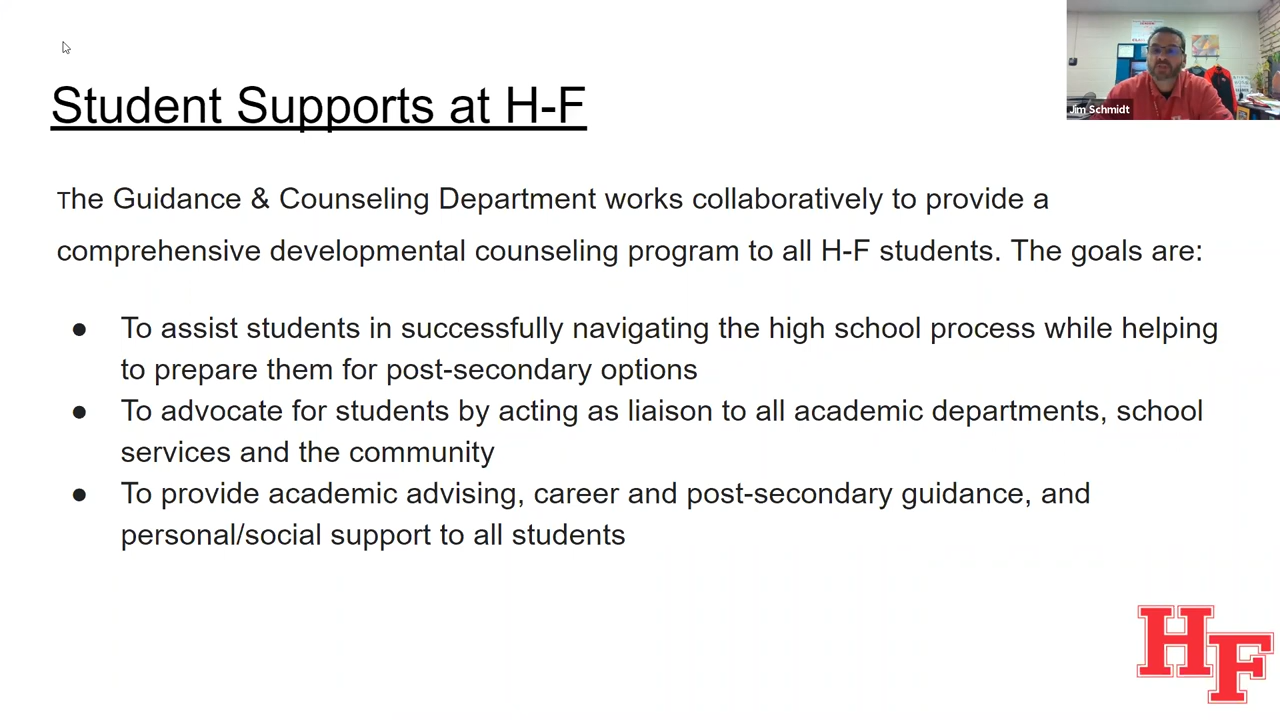 Student Supports at H-F
Jim Schmidt
The Guidance & Counseling Department works collaboratively to provide a
comprehensive developmental counseling program to all H-F students. The goals are:
● To assist students in successfully navigating the high school process while helping
to prepare them for post-secondary options
● To advocate for students by acting as liaison to all academic departments, school
services and the community
● To provide academic advising, career and post-secondary guidance, and
personal/social support to all students
HF